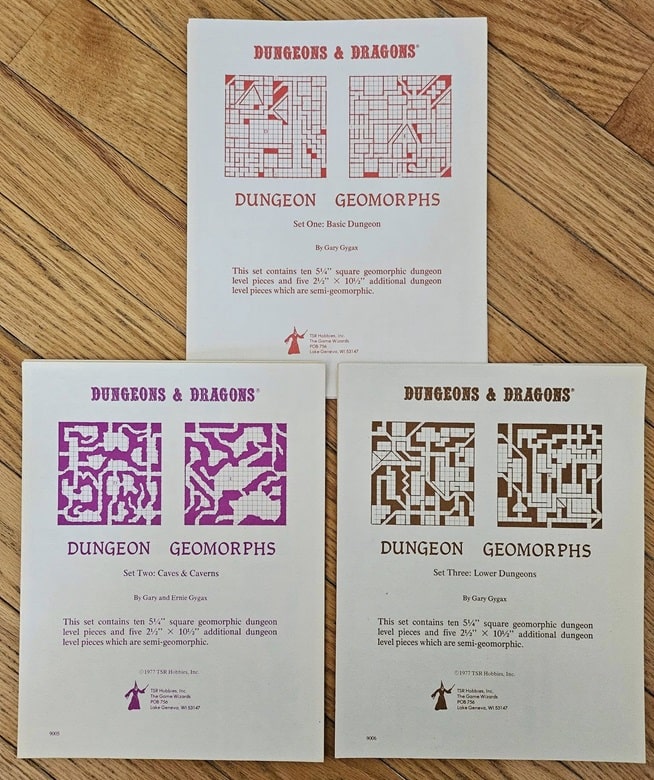 DUNGEONS & DRAGONS®
DUNGEON GEOMORPHS
Set One: Basic Dungeon
By Gary Gygax
This set contains ten 5¼" square geomorphic dungeon
level pieces and five 2½" × 10½" additional dungeon
level pieces which are semi-geomorphic.
TSR Hobbies, Inc.
The Game Wizards
POB 756
Lake Geneva, WI 53147
DUNGEONS & DRAGONS®
DUNGEON GEOMORPHS
Set Two: Caves & Caverns
By Gary and Ernie Gygax
This set contains ten 5¼" square geomorphic dungeon
level pieces and five 2½" × 10½" additional dungeon
level pieces which are semi-geomorphic.
©1977 TSR Hobbies, Inc.
TSR Hobbies, Inc.
The Game Wizards
POB 756
Lake Geneva, WI 53147
9005
DUNGEONS & DRAGONS®
DUNGEON GEOMORPHS
Set Three: Lower Dungeons
By Gary Gygax
This set contains ten 5¼" square geomorphic dungeon
level pieces and five 2½" × 10½" additional dungeon
level pieces which are semi-geomorphic.
©1977 TSR Hobbies, Inc.
TSR Hobbies, Inc.
The Game Wizards
POB 756
Lake Geneva, WI 53147
9006